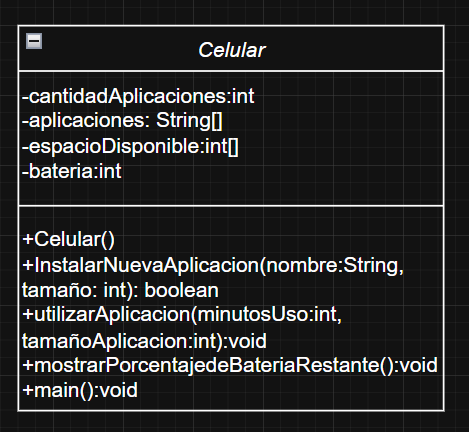 Celular
-cantidadAplicaciones:int
-aplicaciones: String[]
-espacioDisponible:int[]
-bateria:int
+Celular()
+InstalarNuevaAplicacion(nombre:String,
tamaño: int): boolean
+utilizarAplicacion(minutosUso:int,
tamañoAplicacion:int):void
+mostrarPorcentajedeBateriaRestante():void
+main():void